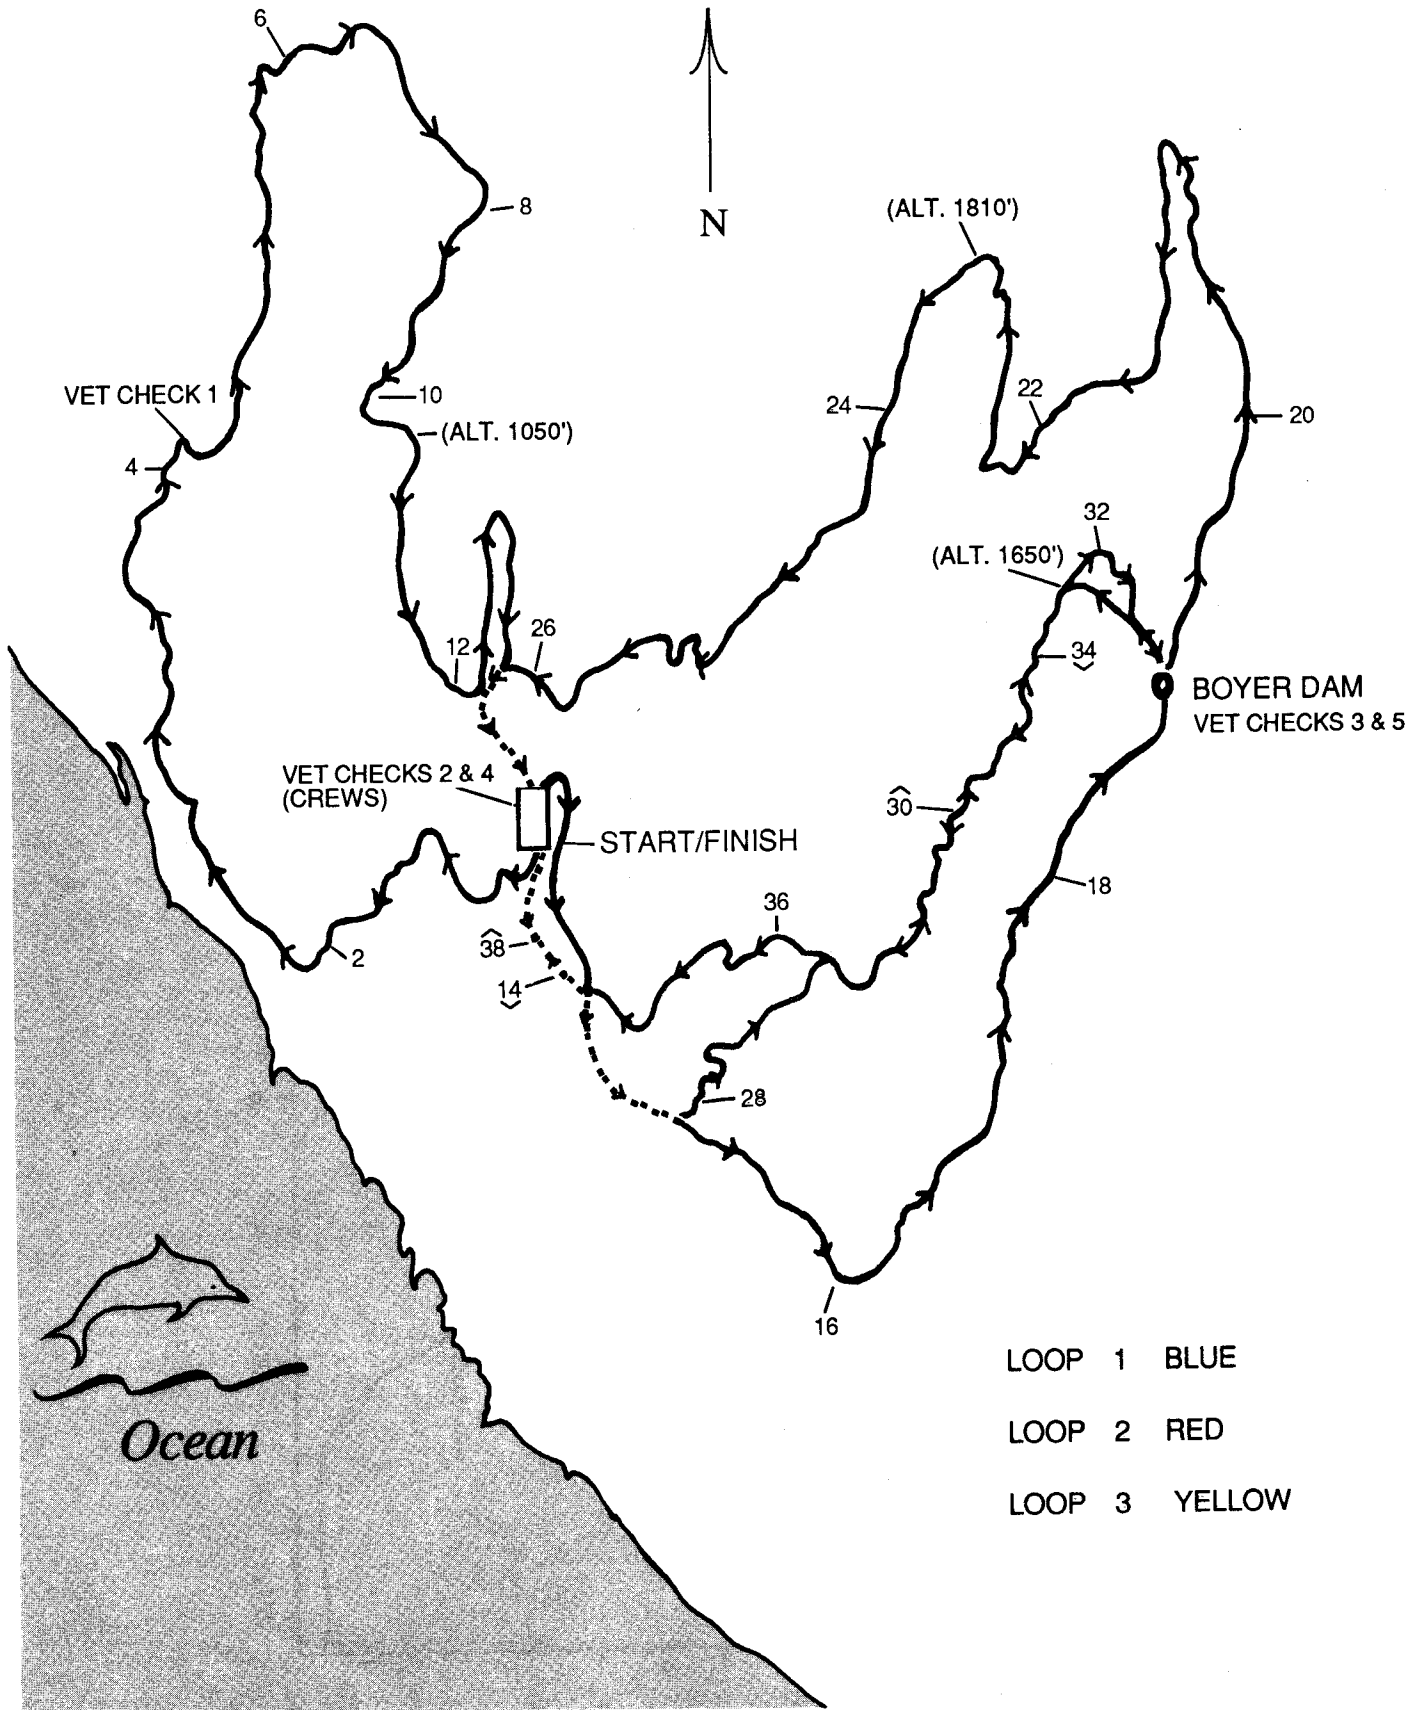 6
N
8
(ALT. 1810')
VET CHECK 1
10
(ALT. 1050')
22
24
20
4
32
(ALT. 1650')
12
26
34
BOYER DAM
VET CHECKS 3 & 5
VET CHECKS 2 & 4
(CREWS)
30
START/FINISH
18
36
38
2
14
28
16
LOOP 1 BLUE
LOOP 2 RED
LOOP 3 YELLOW
Ocean